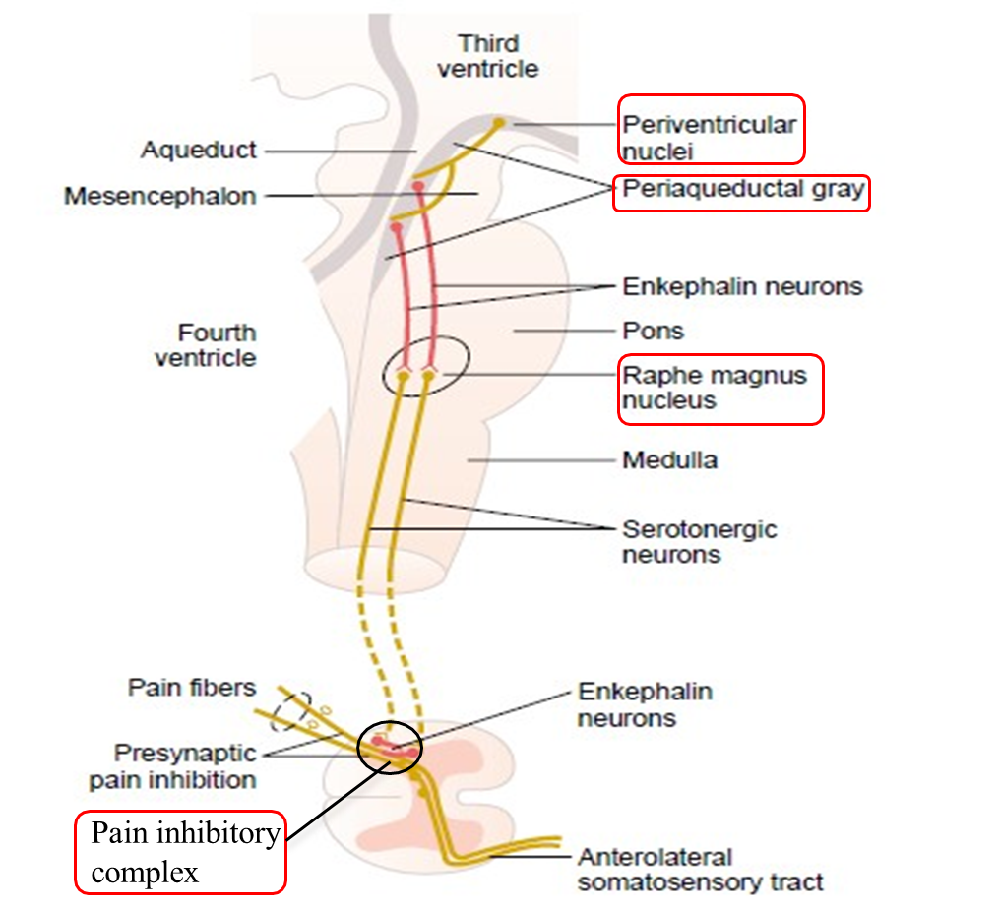 Third
ventricle
Periventricular
nuclei
Aqueduct
Periaqueductal gray
Mesencephalon
Enkephalin neurons
Fourth
ventricle
Pons
Raphe magnus
nucleus
Medulla
Serotonergic
neurons
Pain fibers
Enkephalin
neurons
Presynaptic
pain inhibition
Pain inhibitory
complex
Anterolateral
somatosensory tract